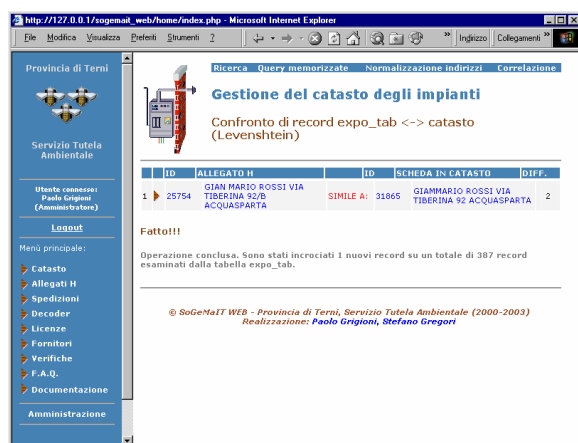 http://127.0.0.1/sogemait_web/home/index.php - Microsoft Internet Explorer
File Modifica Visualizza Preferiti Strumenti ? » Indirizzo Collegamenti »
Provincia di Terni
Servizio Tutela
Ambientale
Utente connesso:
Paolo Grigioni
(Amministratore)
Logout
Menù principale:
Catasto
Allegati H
Spedizioni
Decoder
Licenze
Fornitori
Verifiche
F.A.Q.
Documentazione
Amministrazione
Ricerca Query memorizzate Normalizzazione indirizzi Correlazione
Gestione del catasto degli impianti
Confronto di record expo_tab <-> catasto
(Levenshtein)
ID ALLEGATO H ID SCHEDA IN CATASTO DIFF.
1 25754 GIAN MARIO ROSSI VIA TIBERINA 92/B ACQUASPARTA SIMILE A: 31865 GIAMMARIO ROSSI VIA TIBERINA 92 ACQUASPARTA 2
Fatto!!!
Operazione conclusa. Sono stati incrociati 1 nuovi record su un totale di 387 record
esaminati dalla tabella expo_tab.
© SoGeMaIT WEB - Provincia di Terni, Servizio Tutela Ambientale (2000-2003)
Realizzazione: Paolo Grigioni, Stefano Gregori